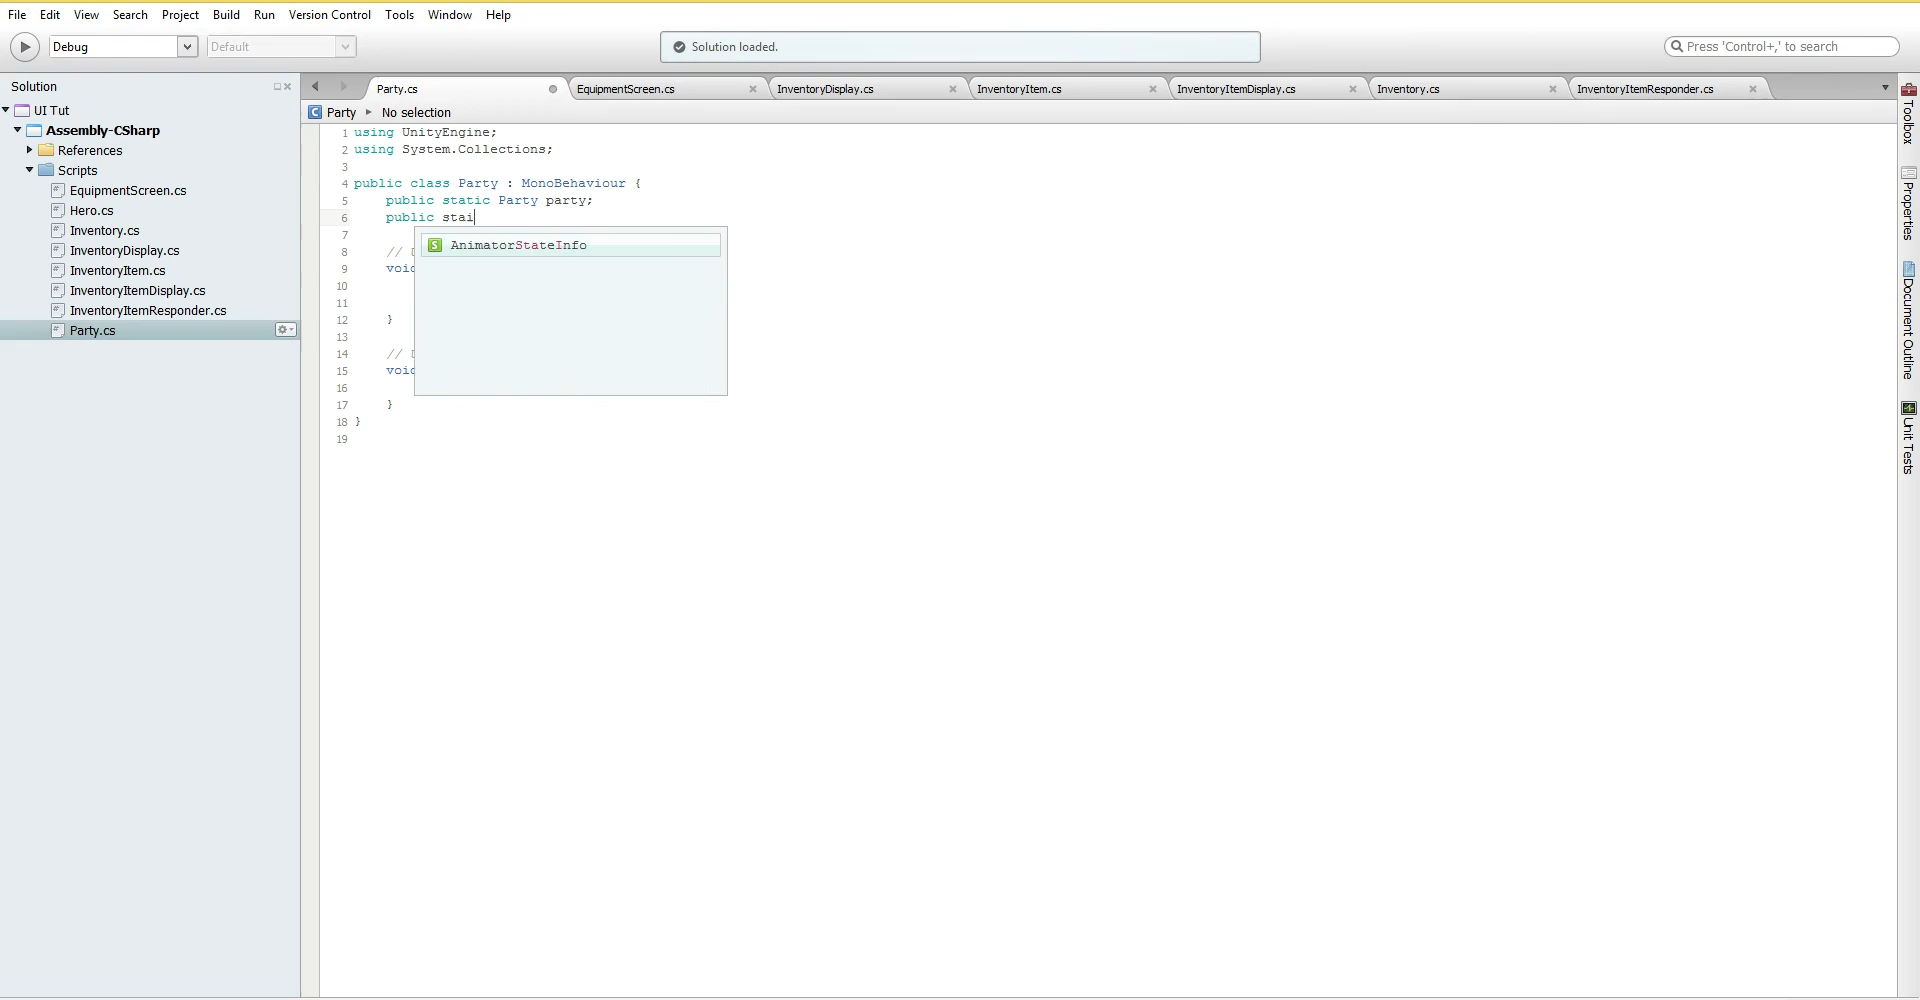 File Edit View Search Project Build Run Version Control Tools Window Help
Debug Default Solution loaded. Press 'Control+,' to search
Solution
UI Tut
Assembly-CSharp
References
Scripts
EquipmentScreen.cs
Hero.cs
Inventory.cs
InventoryDisplay.cs
InventoryItem.cs
InventoryItemDisplay.cs
InventoryItemResponder.cs
Party.cs
Party.cs EquipmentScreen.cs InventoryDisplay.cs InventoryItem.cs InventoryItemDisplay.cs Inventory.cs InventoryItemResponder.cs
Party No selection
1 using UnityEngine;
2 using System.Collections;
3
4 public class Party : MonoBehaviour {
5 public static Party party;
6 public stai
7
8 //
9 void
10
11
12 }
13
14 //
15 void
16
17 }
18 }
19
AnimatorStateInfo
Toolbox
Properties
Document Outline
Unit Tests